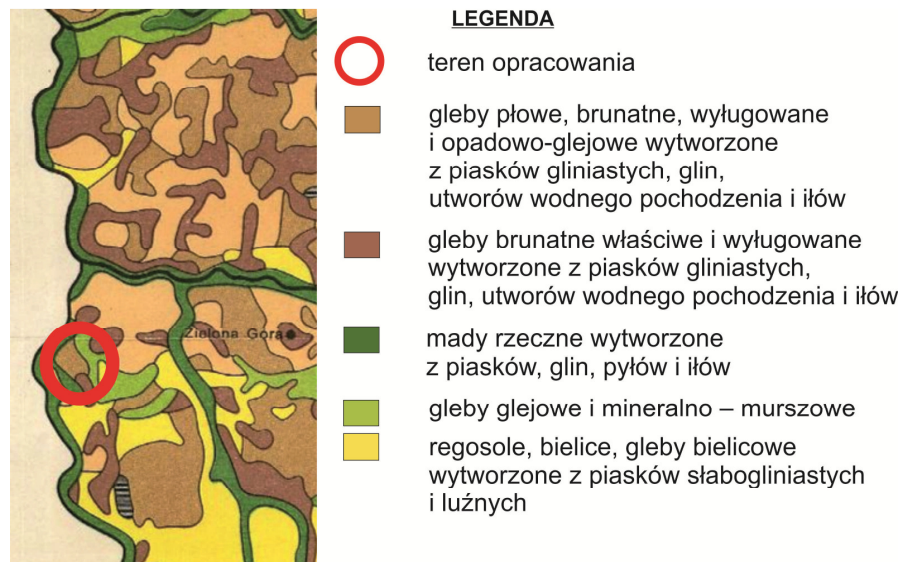 LEGENDA
teren opracowania
gleby płowe, brunatne, wyługowane
i opadowo-glejowe wytworzone
z piasków gliniastych, glin,
utworów wodnego pochodzenia i iłów
gleby brunatne właściwe i wyługowane
wytworzone z piasków gliniastych,
glin, utworów wodnego pochodzenia i iłów
mady rzeczne wytworzone
z piasków, glin, pyłów i iłów
gleby glejowe i mineralno – murszowe
regosole, bielice, gleby bielicowe
wytworzone z piasków słabogliniastych
i luźnych
Zielona Góra